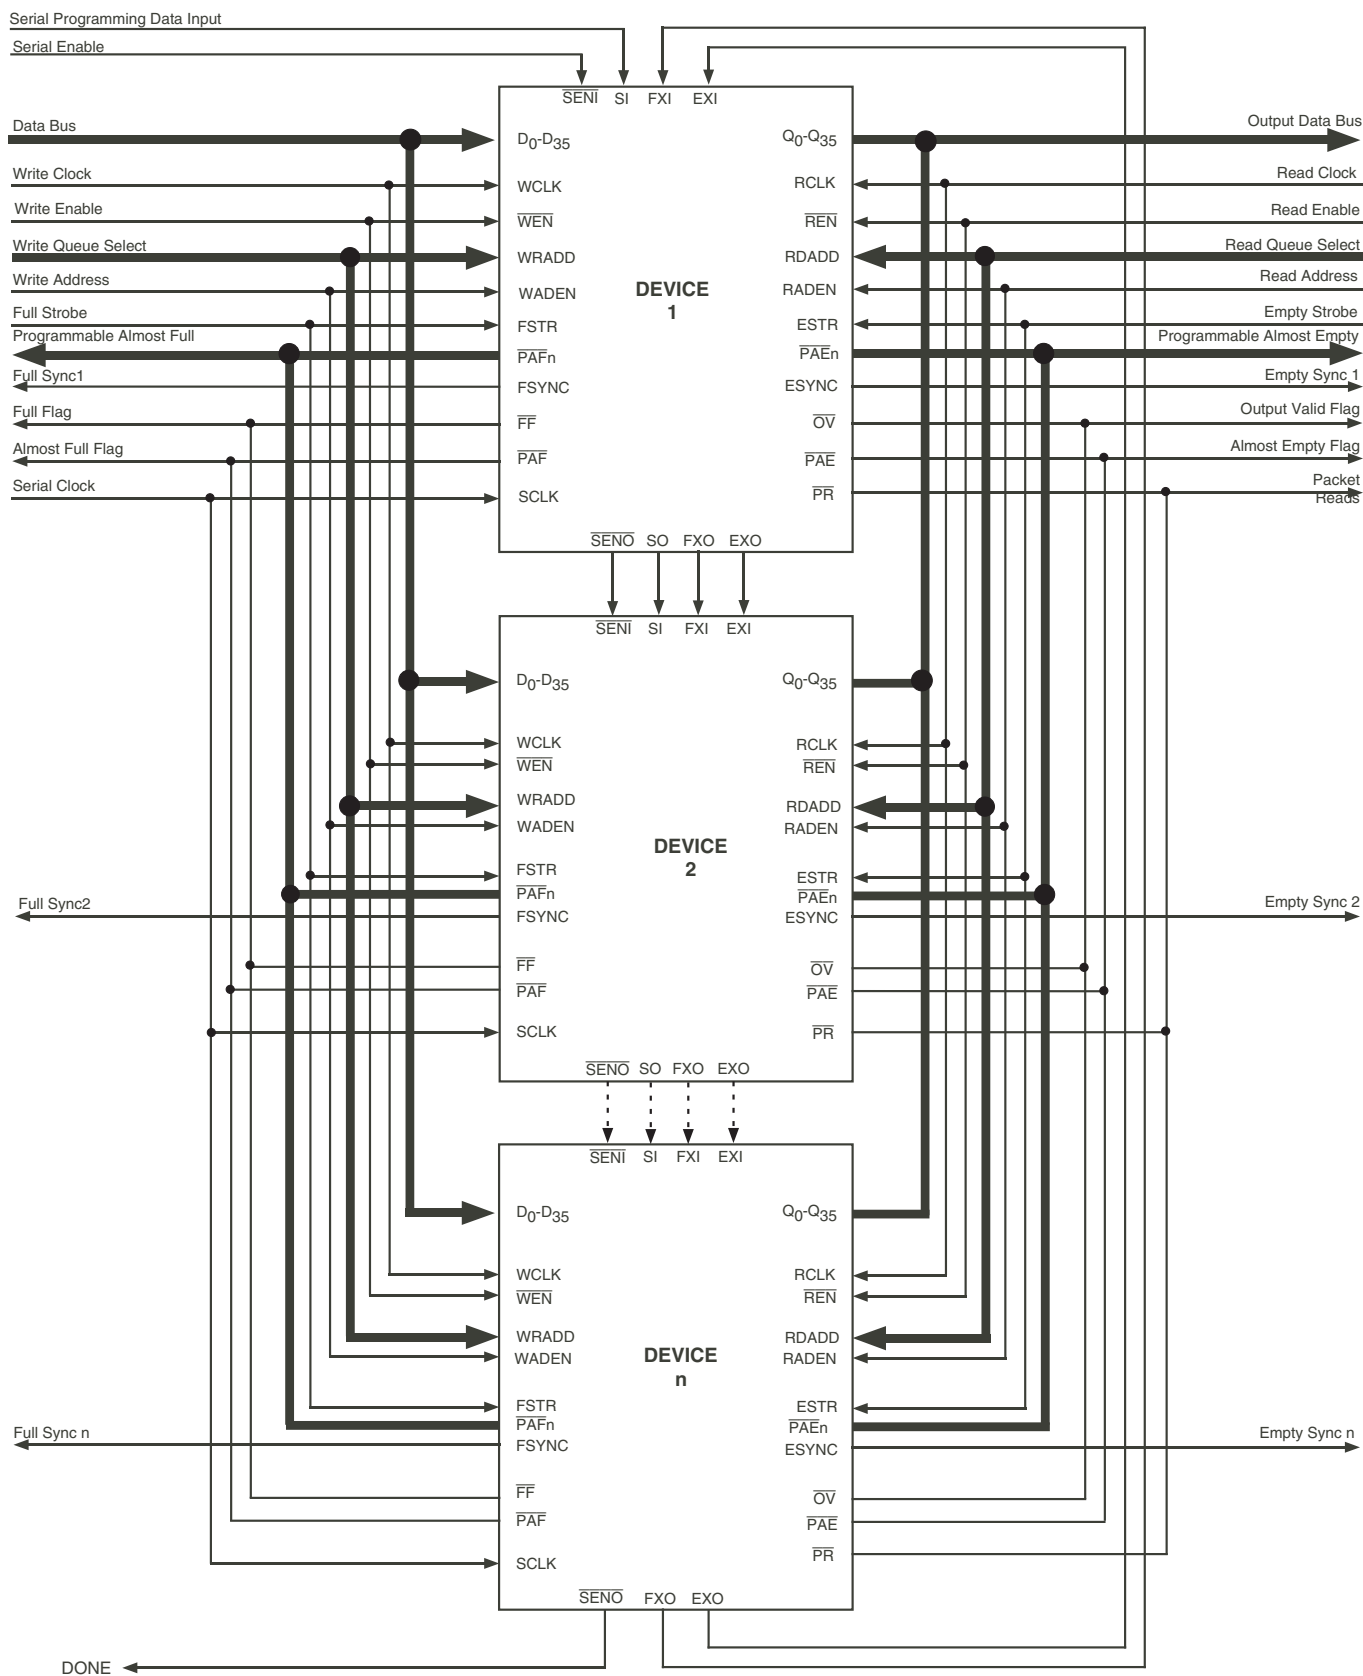 Serial Programming Data Input
Serial Enable
SENI SI FXI EXI
Data Bus D0-D35 Q0-Q35 Output Data Bus
Write Clock WCLK RCLK Read Clock
Write Enable WEN REN Read Enable
Write Queue Select WRADD RDADD Read Queue Select
Write Address WADEN RADEN Read Address
DEVICE
1
Full Strobe FSTR ESTR Empty Strobe
Programmable Almost Full PAFn PAEn Programmable Almost Empty
Full Sync1 FSYNC ESYNC Empty Sync 1
Full Flag FF OV Output Valid Flag
Almost Full Flag PAF PAE Almost Empty Flag
Serial Clock SCLK PR Packet
Reads
SENO SO FXO EXO
SENI SI FXI EXI
D0-D35 Q0-Q35
WCLK RCLK
WEN REN
WRADD RDADD
WADEN RADEN
DEVICE
2
FSTR ESTR
PAFn PAEn
Full Sync2 FSYNC ESYNC Empty Sync 2
FF OV
PAF PAE
SCLK PR
SENO SO FXO EXO
SENI SI FXI EXI
D0-D35 Q0-Q35
WCLK RCLK
WEN REN
WRADD RDADD
WADEN RADEN
DEVICE
n
FSTR ESTR
PAFn PAEn
Full Sync n FSYNC ESYNC Empty Sync n
FF OV
PAF PAE
SCLK PR
SENO FXO EXO
DONE